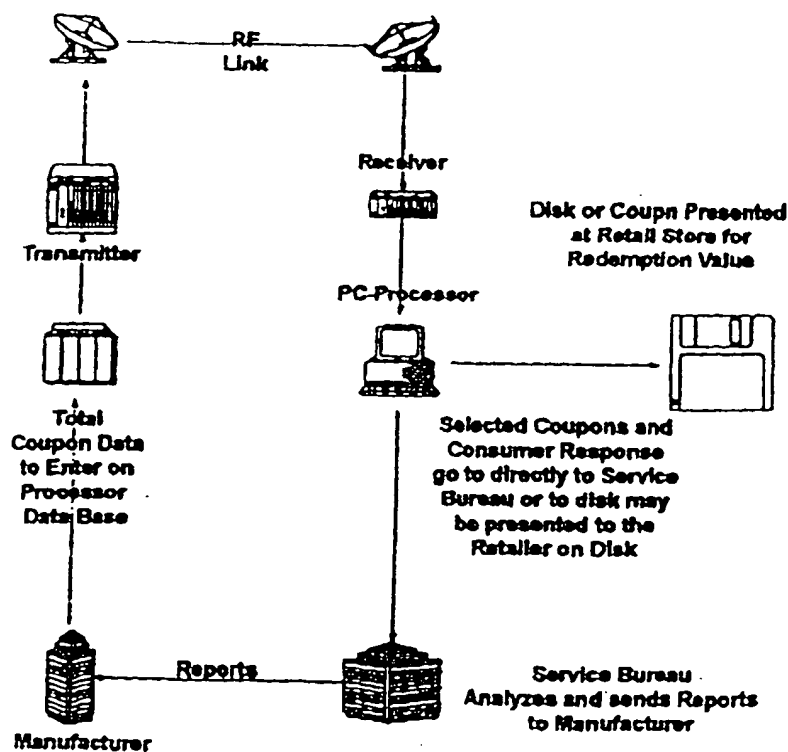 RF
Link
Receiver
Disk or Coupn Presented
at Retail Store for
Redemption Value
Transmitter
PC-Processor
Total
Coupon Data
to Enter on
Processor
Data Base
Selected Coupons and
Consumer Response
go to directly to Service
Bureau or to disk may
be presented to the
Retailer on Disk
Reports
Service Bureau
Analyzes and sends Reports
to Manufacturer
Manufacturer